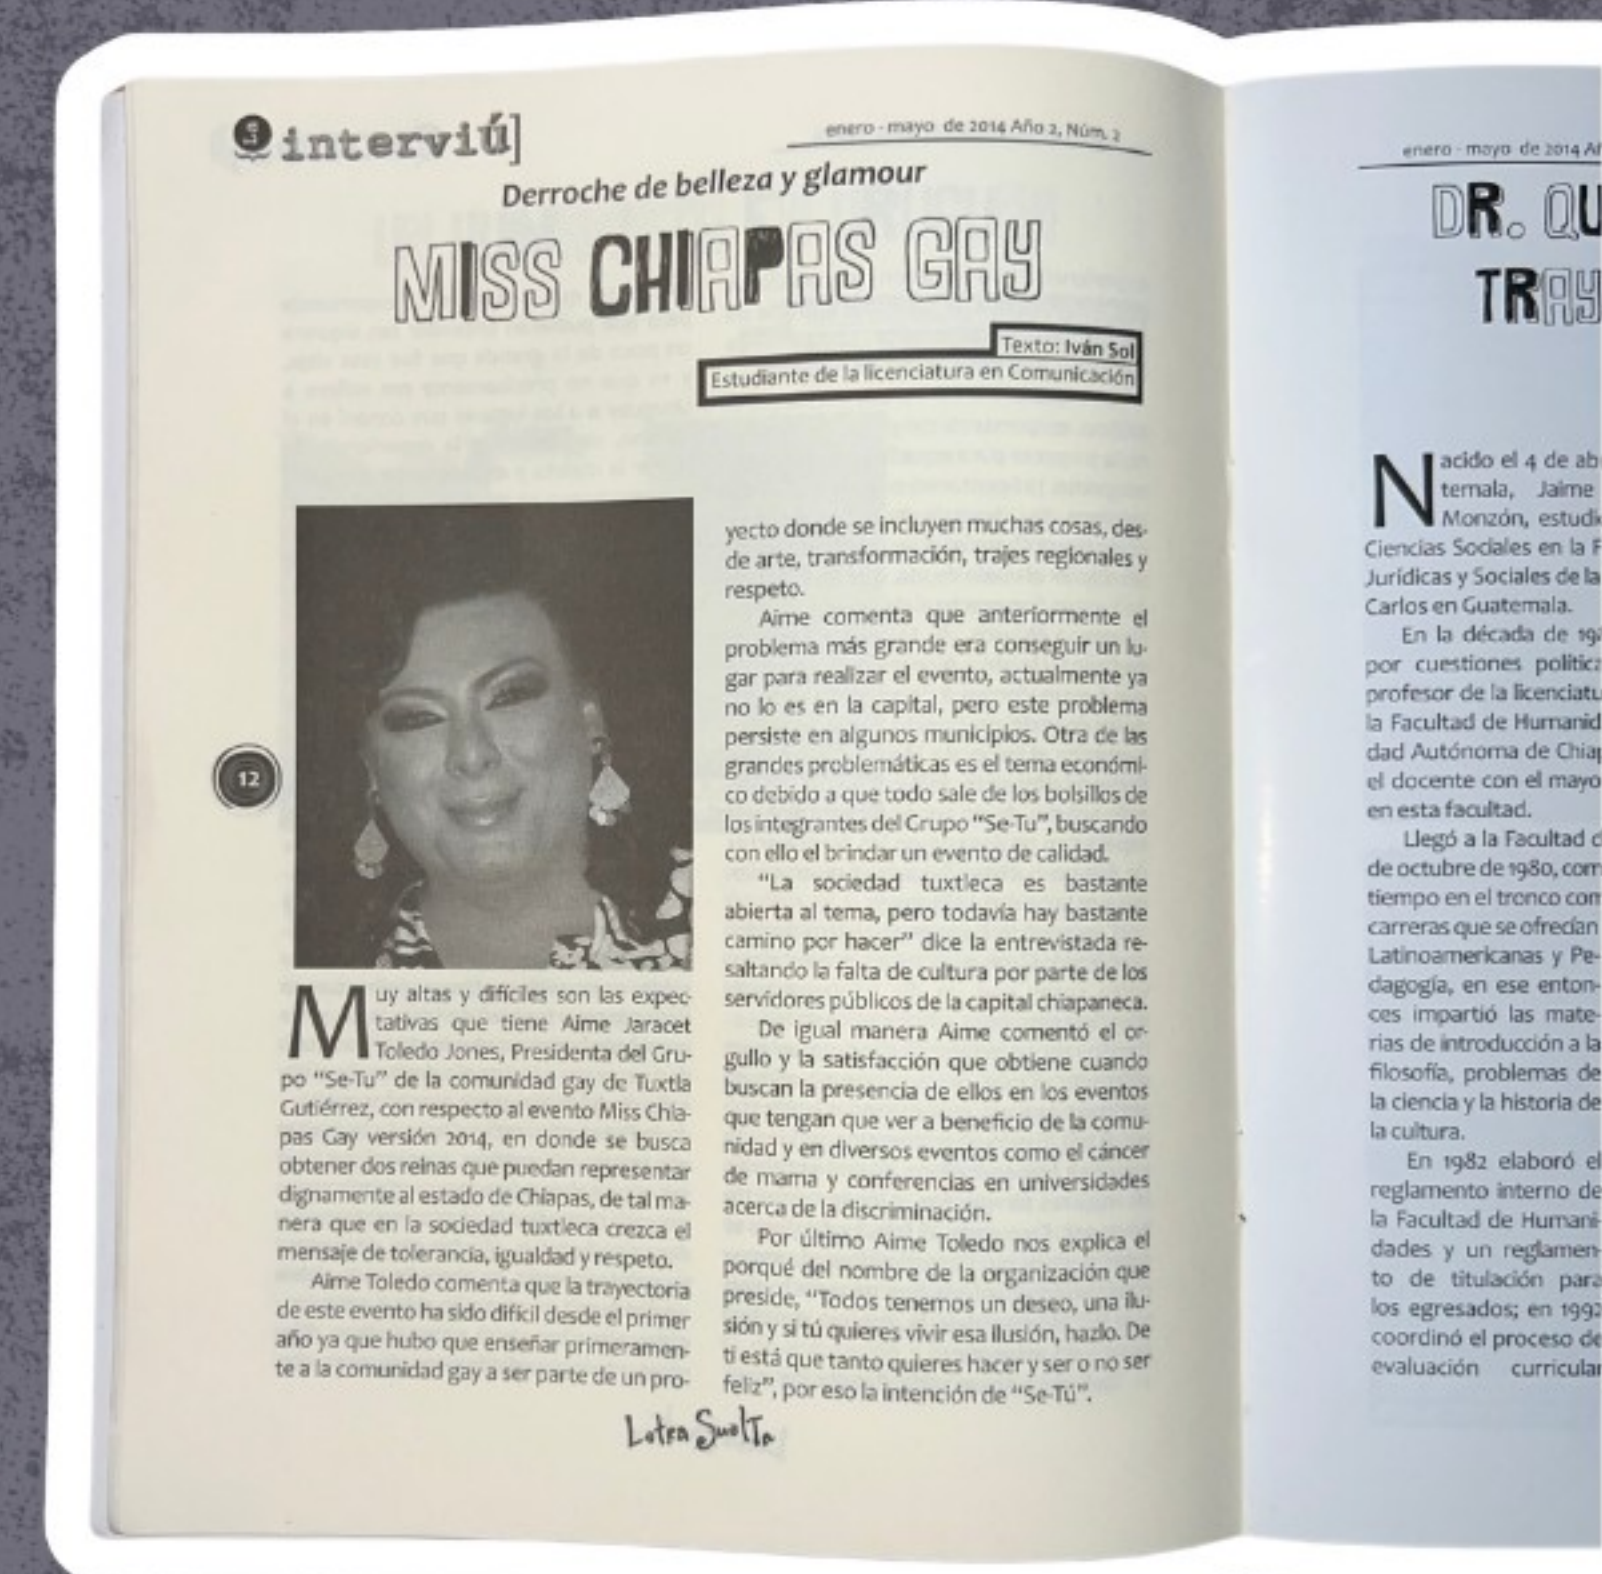 interviú]
enero - mayo de 2014 Año 2, Núm. 2
Derroche de belleza y glamour
MISS CHIAPAS GAY
Texto: Iván Sol
Estudiante de la licenciatura en Comunicación
12
Muy altas y difíciles son las expec-
tativas que tiene Aime Jaracet
Toledo Jones, Presidenta del Gru-
po "Se-Tu" de la comunidad gay de Tuxtla
Gutiérrez, con respecto al evento Miss Chia-
pas Gay versión 2014, en donde se busca
obtener dos reinas que puedan representar
dignamente al estado de Chiapas, de tal ma-
nera que en la sociedad tuxtleca crezca el
mensaje de tolerancia, igualdad y respeto.
Aime Toledo comenta que la trayectoria
de este evento ha sido difícil desde el primer
año ya que hubo que enseñar primeramen-
te a la comunidad gay a ser parte de un pro-
yecto donde se incluyen muchas cosas, des-
de arte, transformación, trajes regionales y
respeto.
Aime comenta que anteriormente el
problema más grande era conseguir un lu-
gar para realizar el evento, actualmente ya
no lo es en la capital, pero este problema
persiste en algunos municipios. Otra de las
grandes problemáticas es el tema económi-
co debido a que todo sale de los bolsillos de
los integrantes del Grupo "Se-Tu", buscando
con ello el brindar un evento de calidad.
"La sociedad tuxtleca es bastante
abierta al tema, pero todavía hay bastante
camino por hacer" dice la entrevistada re-
saltando la falta de cultura por parte de los
servidores públicos de la capital chiapaneca.
De igual manera Aime comentó el or-
gullo y la satisfacción que obtiene cuando
buscan la presencia de ellos en los eventos
que tengan que ver a beneficio de la comu-
nidad y en diversos eventos como el cáncer
de mama y conferencias en universidades
acerca de la discriminación.
Por último Aime Toledo nos explica el
porqué del nombre de la organización que
preside, "Todos tenemos un deseo, una ilu-
sión y si tú quieres vivir esa ilusión, hazlo. De
ti está que tanto quieres hacer y ser o no ser
feliz", por eso la intención de "Se-Tú".
Letra Suelta
enero - mayo de 2014 Añ
DR. QU
TRAY
Nacido el 4 de ab
temala, Jaime
Monzón, estudi
Ciencias Sociales en la F
Jurídicas y Sociales de la
Carlos en Guatemala.
En la década de 19
por cuestiones polític
profesor de la licenciatu
la Facultad de Humanid
dad Autónoma de Chiap
el docente con el mayo
en esta facultad.
Llegó a la Facultad d
de octubre de 1980, com
tiempo en el tronco com
carreras que se ofrecían
Latinoamericanas y Pe-
dagogía, en ese enton-
ces impartió las mate-
rias de introducción a la
filosofía, problemas de
la ciencia y la historia de
la cultura.
En 1982 elaboró el
reglamento interno de
la Facultad de Humani-
dades y un reglamen-
to de titulación para
los egresados; en 1992
coordinó el proceso de
evaluación curricular